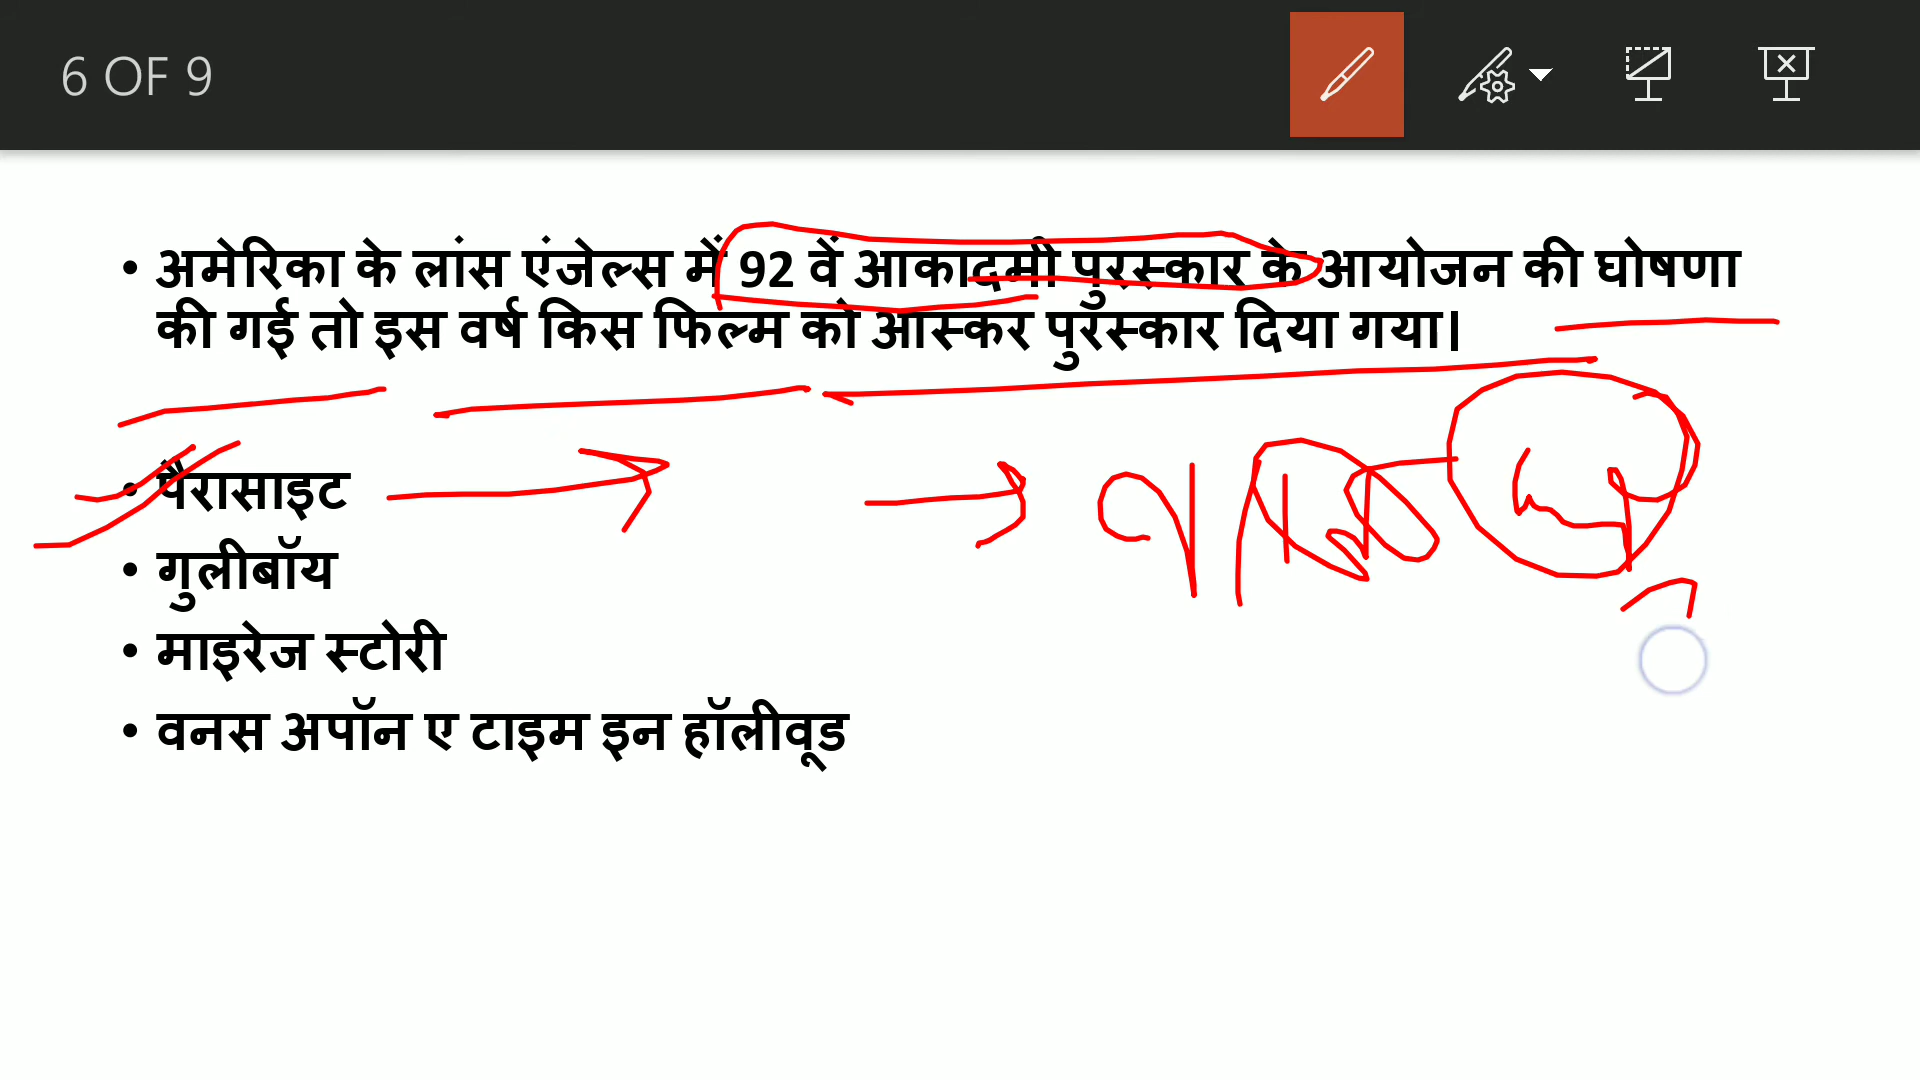 6 OF 9
• अमेरिका के लांस एंजेल्स में 92 वें आकादमी पुरस्कार के आयोजन की घोषणा
की गई तो इस वर्ष किस फिल्म को आस्कर पुरस्कार दिया गया।
• पैरासाइट
• गुलीबॉय
• माइरेज स्टोरी
• वनस अपॉन ए टाइम इन हॉलीवूड